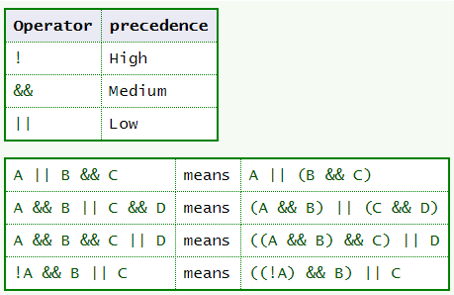 Operator precedence
! High
&& Medium
|| Low
A || B && C means A || (B && C)
A && B || C && D means (A && B) || (C && D)
A && B && C || D means ((A && B) && C) || D
!A && B || C means ((!A) && B) || C